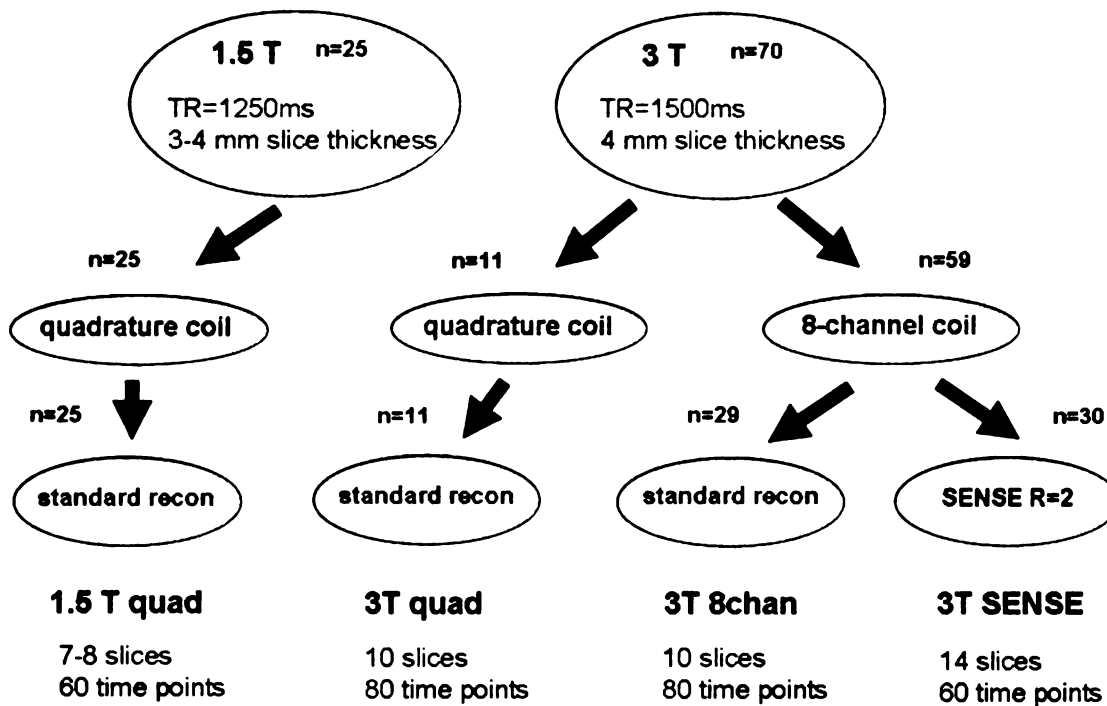 1.5 T n=25
TR=1250ms
3-4 mm slice thickness
3 T n=70
TR=1500ms
4 mm slice thickness
n=25
n=11
n=59
quadrature coil
quadrature coil
8-channel coil
n=25
n=11
n=29
n=30
standard recon
standard recon
standard recon
SENSE R=2
1.5 T quad
7-8 slices
60 time points
3T quad
10 slices
80 time points
3T 8chan
10 slices
80 time points
3T SENSE
14 slices
60 time points